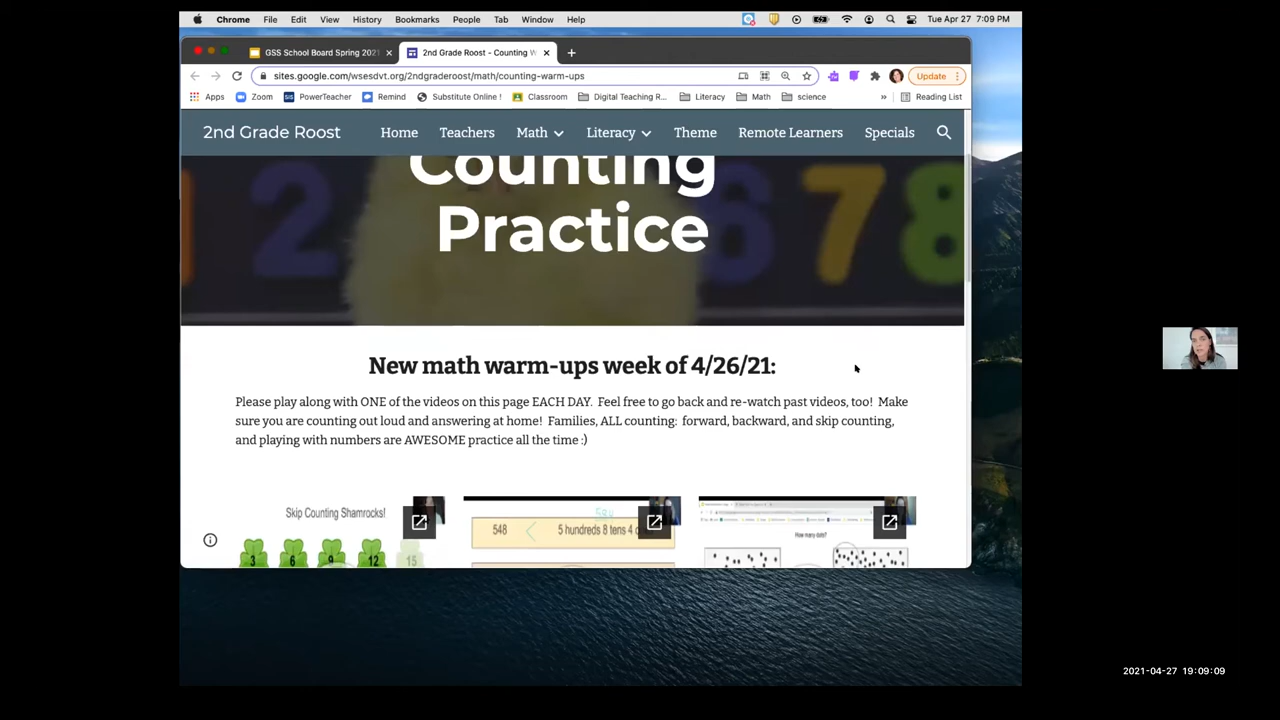 Chrome File Edit View History Bookmarks People Tab Window Help Tue Apr 27 7:09 PM
GSS School Board Spring 2021 2nd Grade Roost - Counting W
sites.google.com/wsesdvt.org/2ndgraderoost/math/counting-warm-ups Update
Apps Zoom PowerTeacher Remind Substitute Online ! Classroom Digital Teaching R... Literacy Math science » Reading List
2nd Grade Roost Home Teachers Math Literacy Theme Remote Learners Specials
Counting
2 6 7 8
Practice
New math warm-ups week of 4/26/21:
Please play along with ONE of the videos on this page EACH DAY. Feel free to go back and re-watch past videos, too! Make
sure you are counting out loud and answering at home! Families, ALL counting: forward, backward, and skip counting,
and playing with numbers are AWESOME practice all the time :)
Skip Counting Shamrocks!
548 < 5 hundreds 8 tens 4
584
How many dots?
3 6 9 12 15
2021-04-27 19:09:09